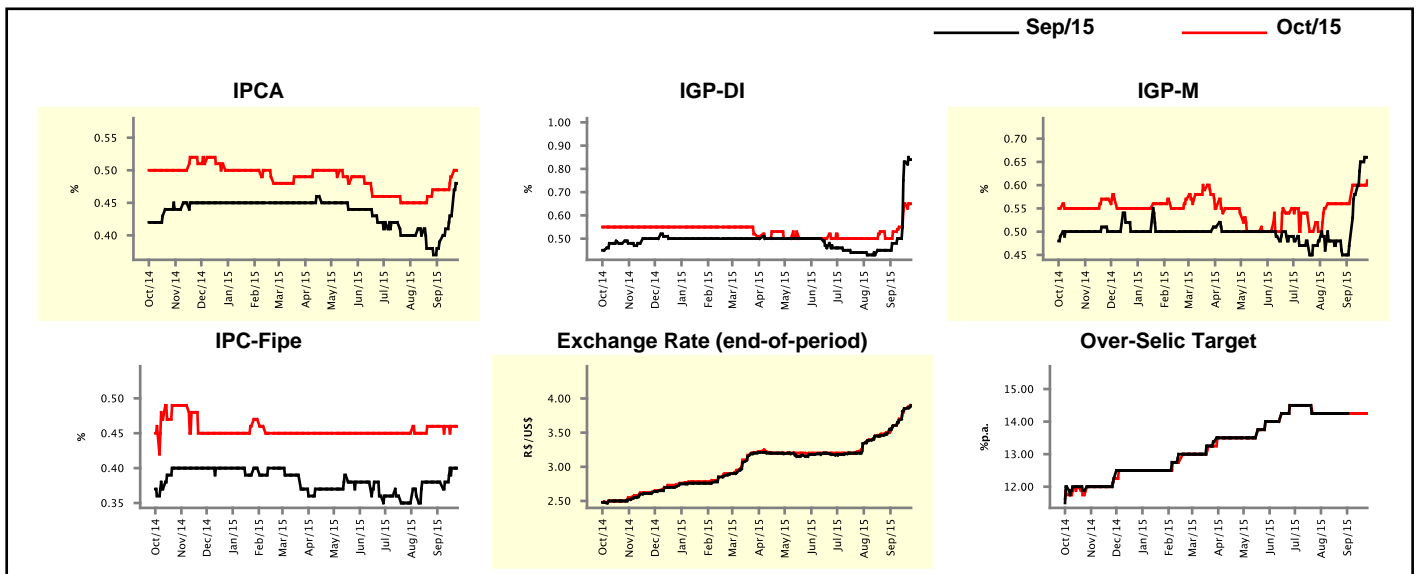 Sep/15 Oct/15
IPCA
IGP-DI
IGP-M
%
0.55
0.50
0.45
0.40
Oct/14 Nov/14 Dec/14 Jan/15 Feb/15 Mar/15 Apr/15 May/15 Jun/15 Jul/15 Aug/15 Sep/15
%
1.00
0.90
0.80
0.70
0.60
0.50
Oct/14 Nov/14 Dec/14 Jan/15 Feb/15 Mar/15 Apr/15 May/15 Jun/15 Jul/15 Aug/15 Sep/15
%
0.70
0.65
0.60
0.55
0.50
0.45
Oct/14 Nov/14 Dec/14 Jan/15 Feb/15 Mar/15 Apr/15 May/15 Jun/15 Jul/15 Aug/15 Sep/15
IPC-Fipe
Exchange Rate (end-of-period)
Over-Selic Target
%
0.50
0.45
0.40
0.35
Oct/14 Nov/14 Dec/14 Jan/15 Feb/15 Mar/15 Apr/15 May/15 Jun/15 Jul/15 Aug/15 Sep/15
R$/US$
4.00
3.50
3.00
2.50
Oct/14 Nov/14 Dec/14 Jan/15 Feb/15 Mar/15 Apr/15 May/15 Jun/15 Jul/15 Aug/15 Sep/15
%p.a.
15.00
14.00
13.00
12.00
Oct/14 Nov/14 Dec/14 Jan/15 Feb/15 Mar/15 Apr/15 May/15 Jun/15 Jul/15 Aug/15 Sep/15